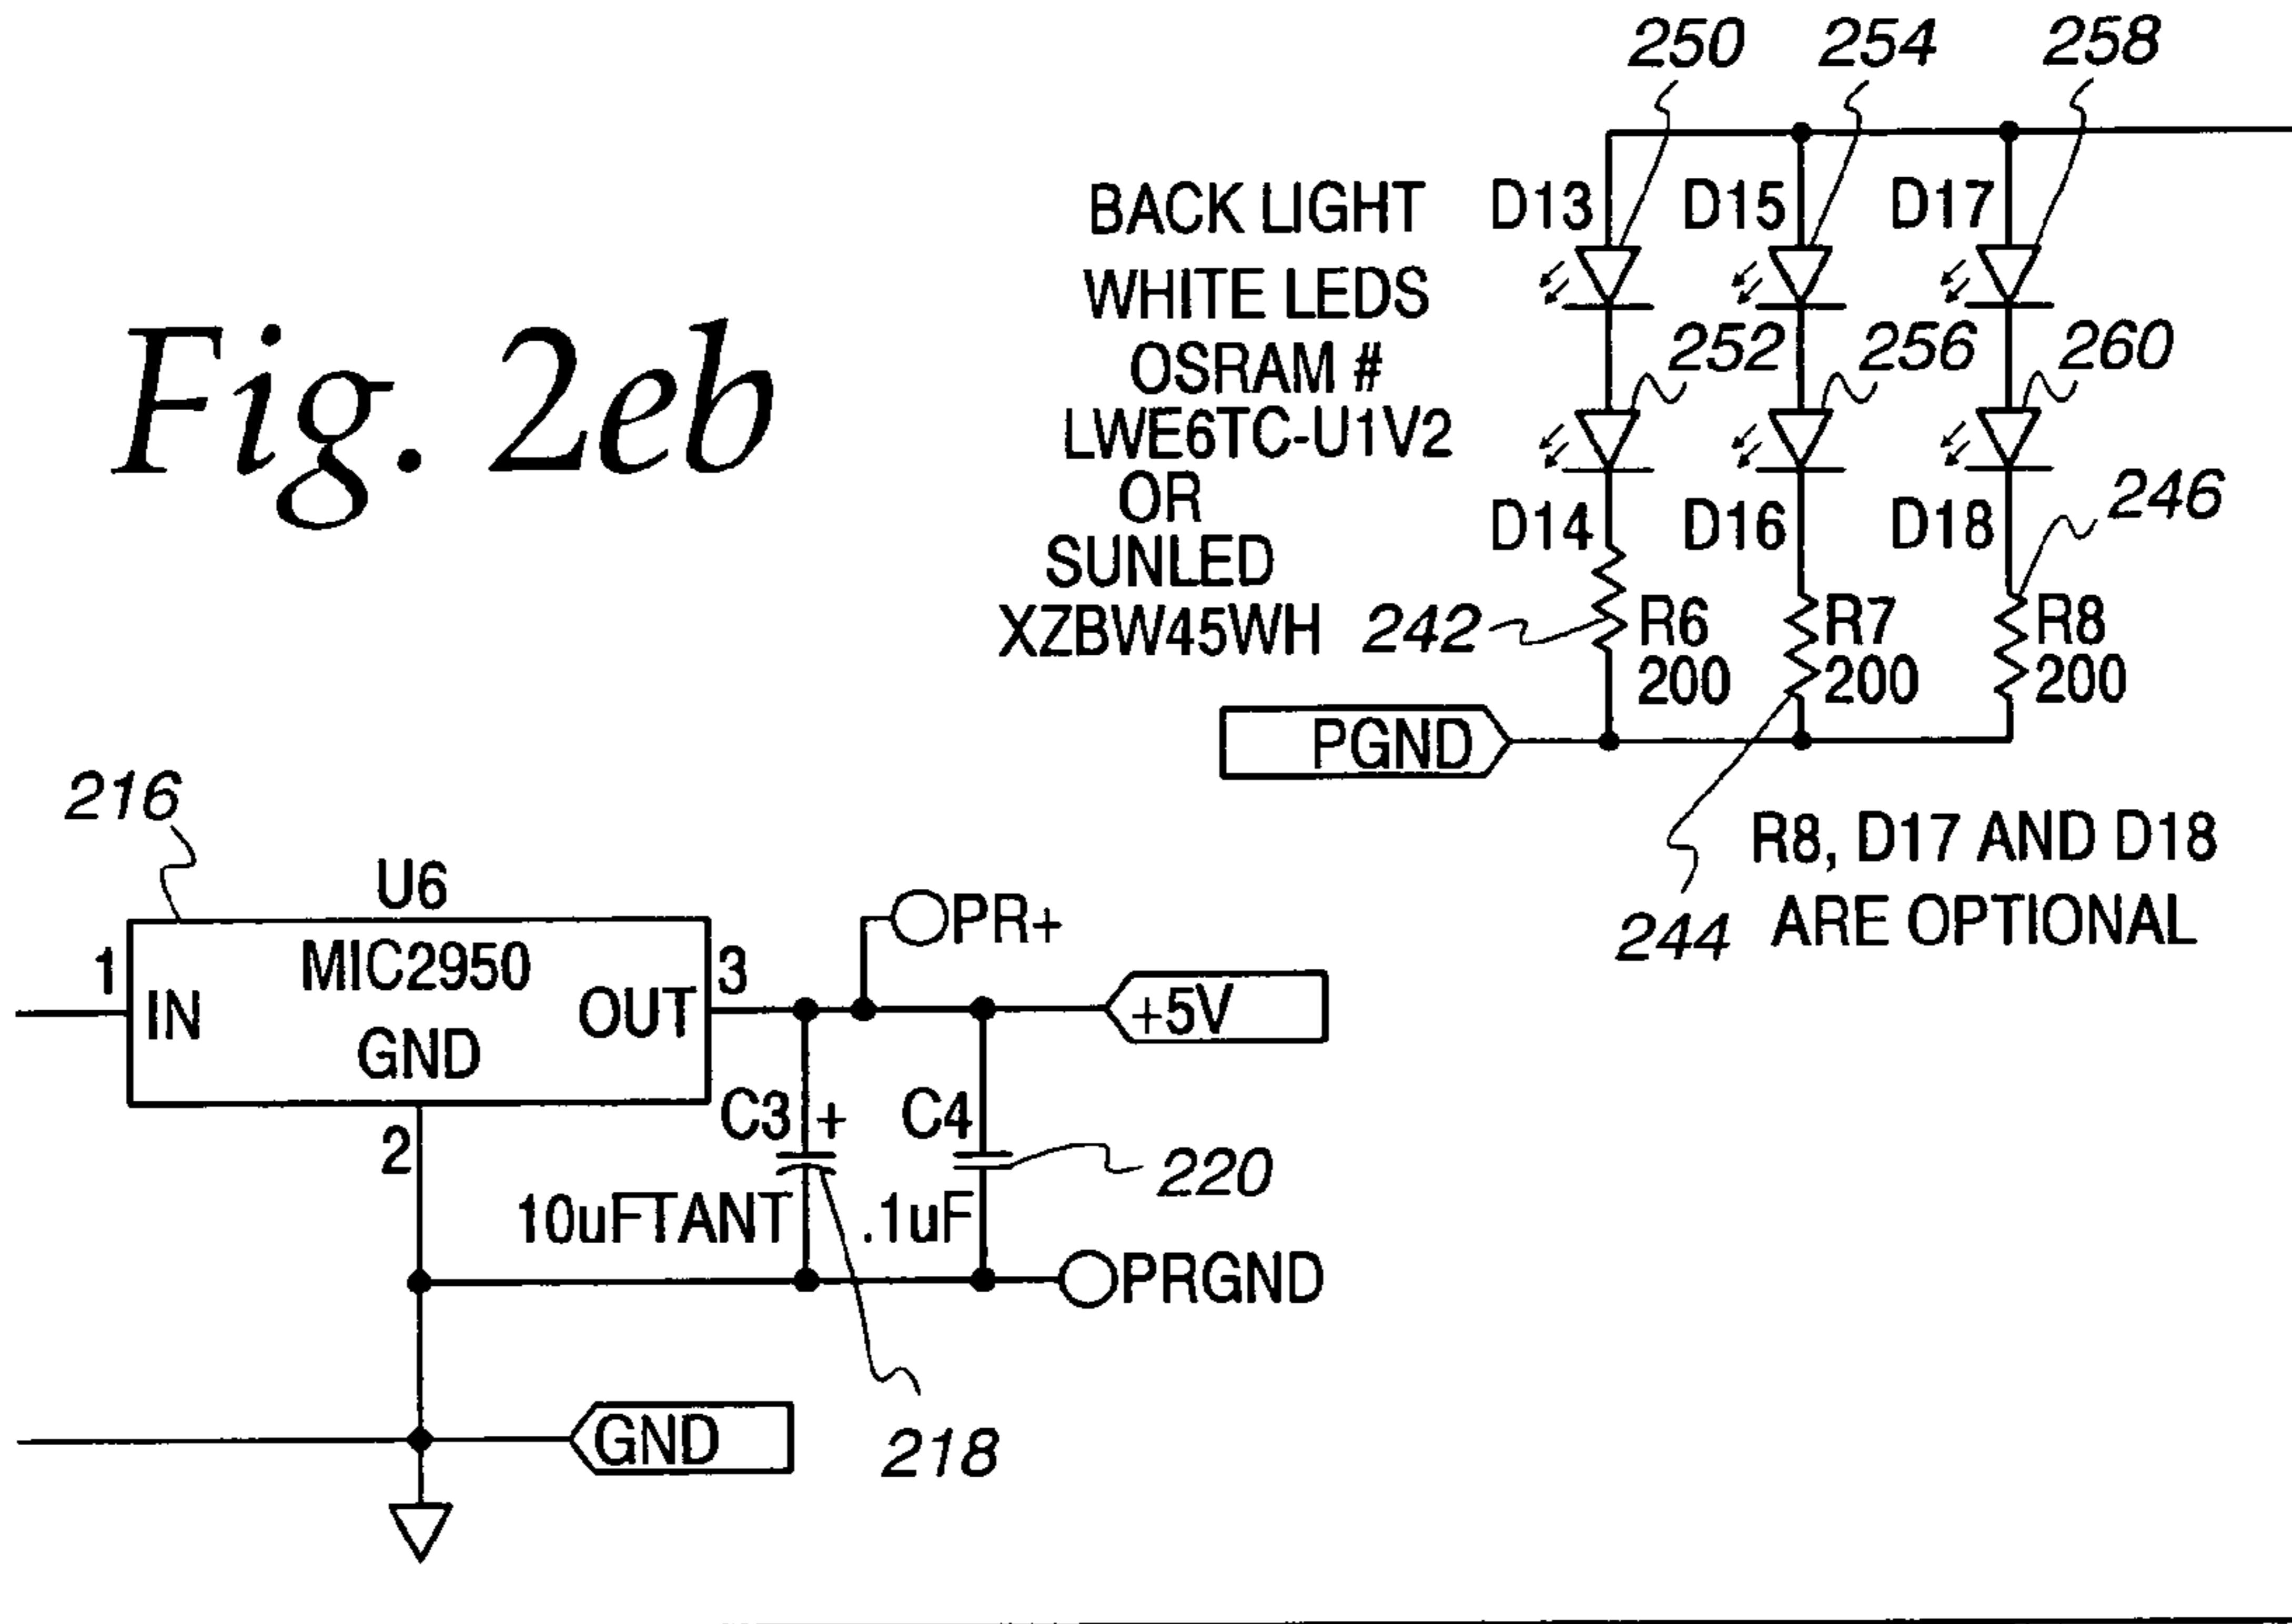 250 254 258
D13 D15 D17
BACK LIGHT
WHITE LEDS
OSRAM #
LWE6TC-U1V2
OR
SUNLED
XZBW45WH
Fig. 2eb
252 256 260
D14 D16 D18
246
242
R6 R7 R8
200 200 200
PGND
R8, D17 AND D18
ARE OPTIONAL
244
216
U6
MIC2950
1 IN OUT 3
GND
2
PR+
+5V
C3 + C4
10uFTANT .1uF
220
PRGND
218
GND